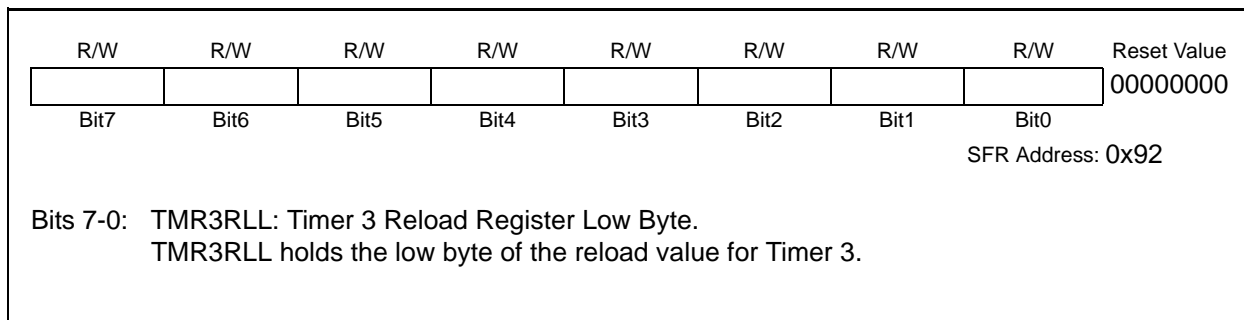 R/W R/W R/W R/W R/W R/W R/W R/W Reset Value
00000000
Bit7 Bit6 Bit5 Bit4 Bit3 Bit2 Bit1 Bit0
SFR Address: 0x92
Bits 7-0: TMR3RLL: Timer 3 Reload Register Low Byte.
TMR3RLL holds the low byte of the reload value for Timer 3.